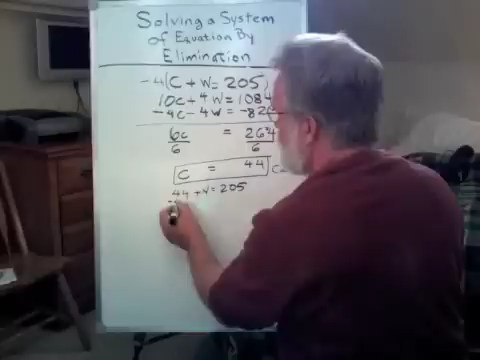 Solving a System
of Equation By
Elimination
-4(C + W = 205)
10C + 4W = 1084
-4C - 4W = -82
6C = 264
6 6
C = 44
44 + W = 205